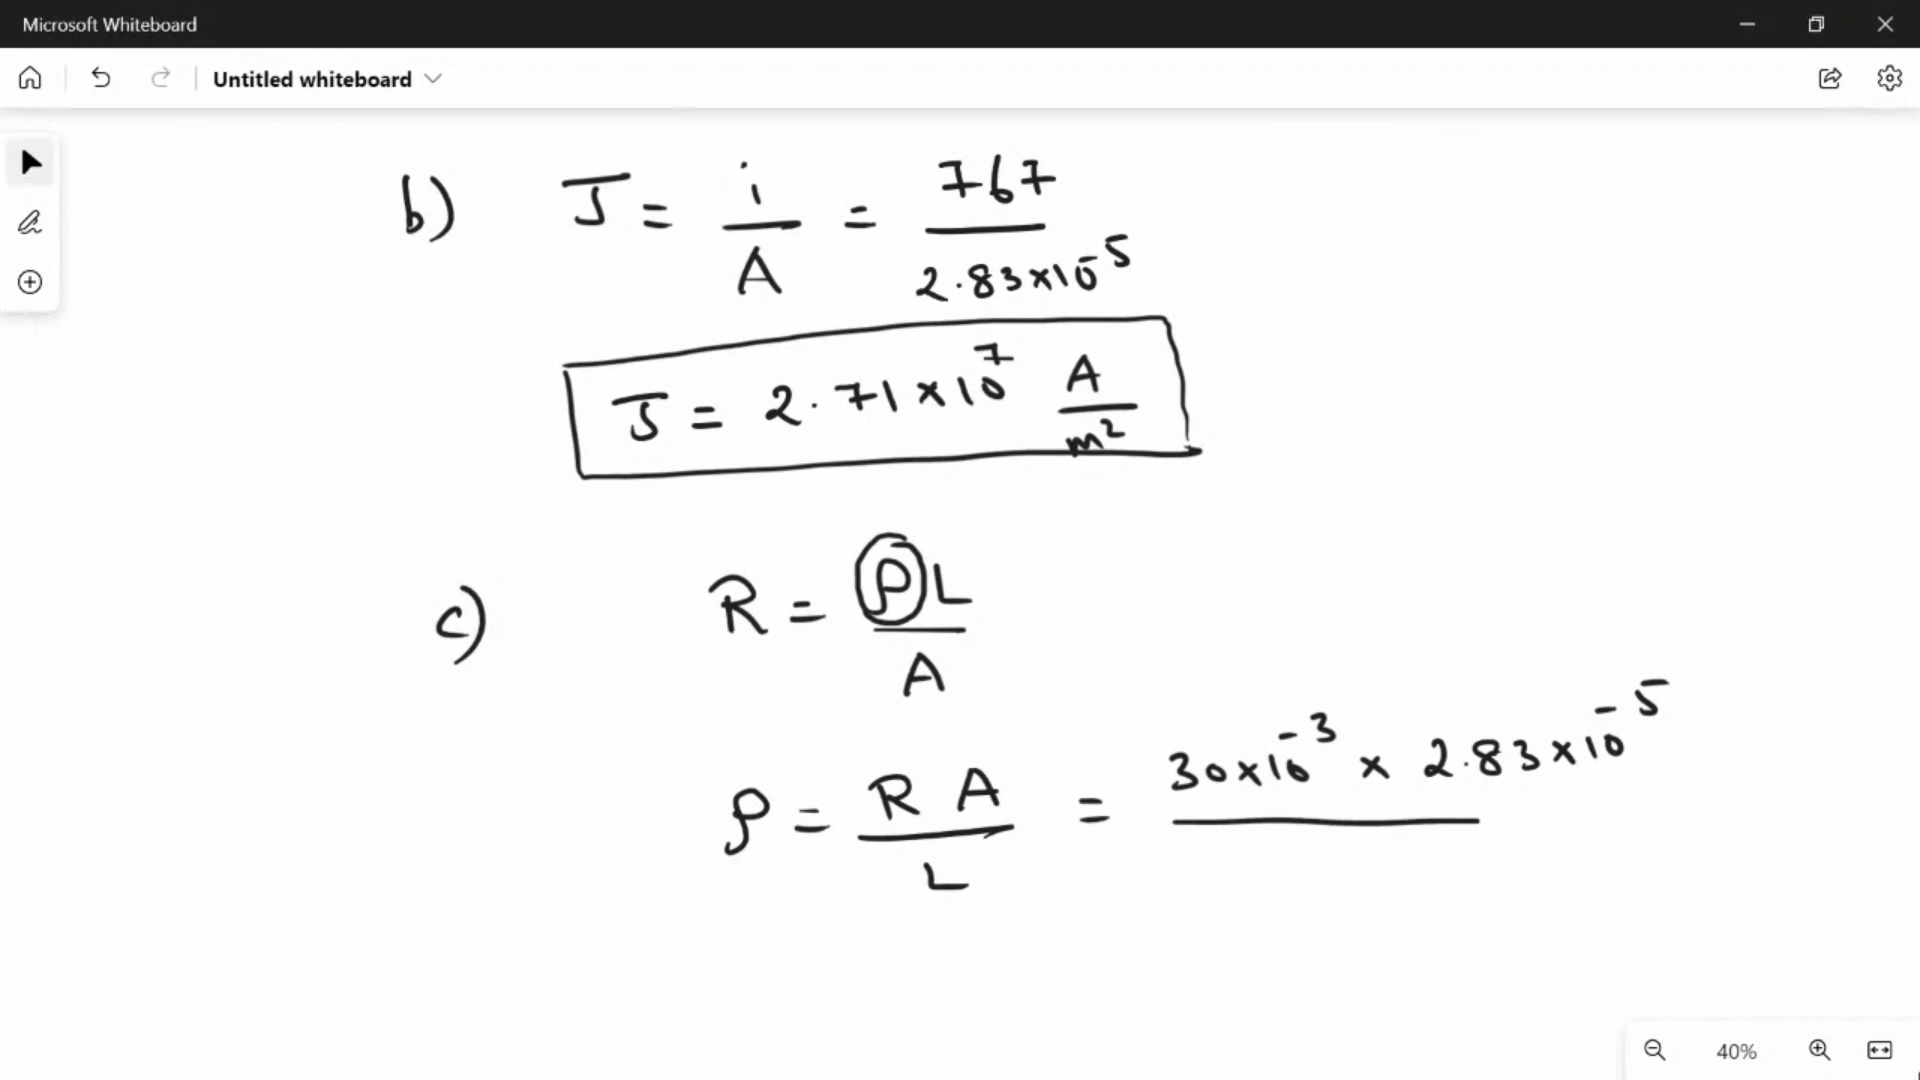 Microsoft Whiteboard
Untitled whiteboard
b) J = i/A = 767/2.83×10⁻⁵
J = 2.71×10⁷ A/m²
c) R = ρL/A
ρ = R A/L = 30×10⁻³ × 2.83×10⁻⁵
40%